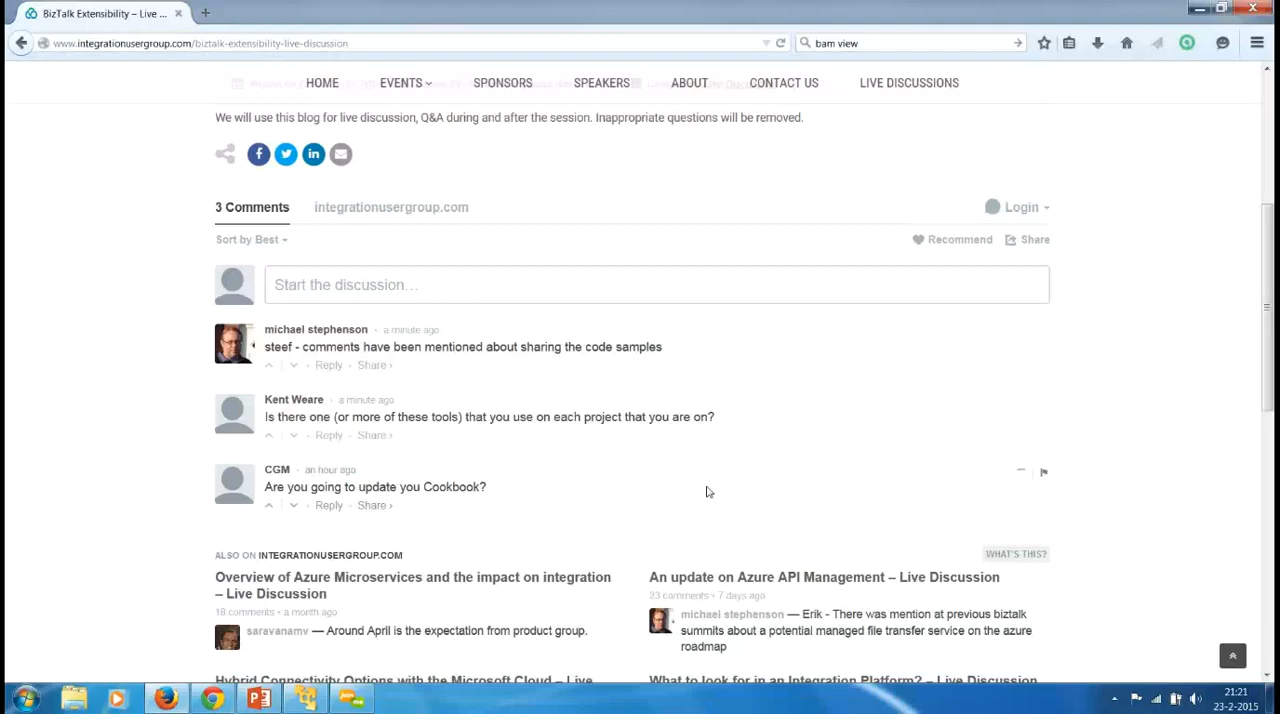 BizTalk Extensibility – Live ...
www.integrationusergroup.com/biztalk-extensibility-live-discussion
bam view
HOME EVENTS SPONSORS SPEAKERS ABOUT CONTACT US LIVE DISCUSSIONS
We will use this blog for live discussion, Q&A during and after the session. Inappropriate questions will be removed.
3 Comments integrationusergroup.com Login
Sort by Best Recommend Share
Start the discussion…
michael stephenson • a minute ago
steef - comments have been mentioned about sharing the code samples
Reply • Share ›
Kent Weare • a minute ago
Is there one (or more of these tools) that you use on each project that you are on?
Reply • Share ›
CGM • an hour ago
Are you going to update you Cookbook?
Reply • Share ›
ALSO ON INTEGRATIONUSERGROUP.COM WHAT'S THIS?
Overview of Azure Microservices and the impact on integration
– Live Discussion
18 comments • a month ago
saravanamv — Around April is the expectation from product group.
An update on Azure API Management – Live Discussion
23 comments • 7 days ago
michael stephenson — Erik - There was mention at previous biztalk
summits about a potential managed file transfer service on the azure
roadmap
Hybrid Connectivity Options with the Microsoft Cloud – Live
What to look for in an Integration Platform? – Live Discussion
21:21
23-2-2015